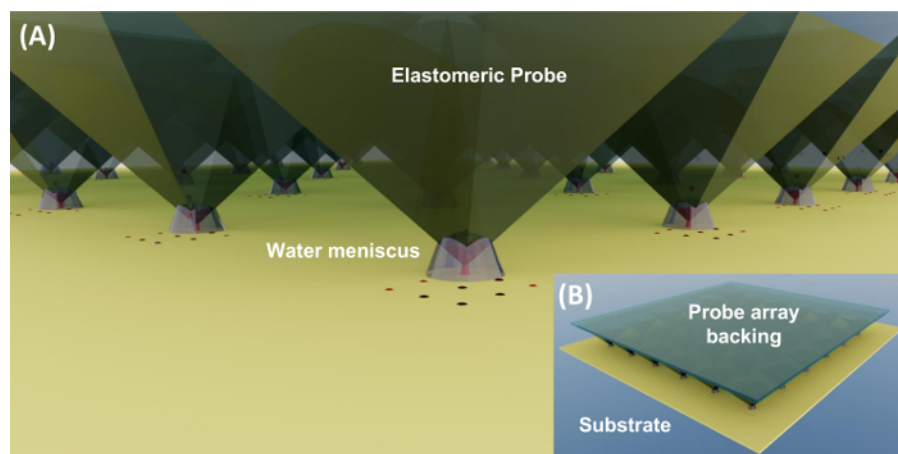 (A)
Elastomeric Probe
Water meniscus
(B)
Probe array
backing
Substrate